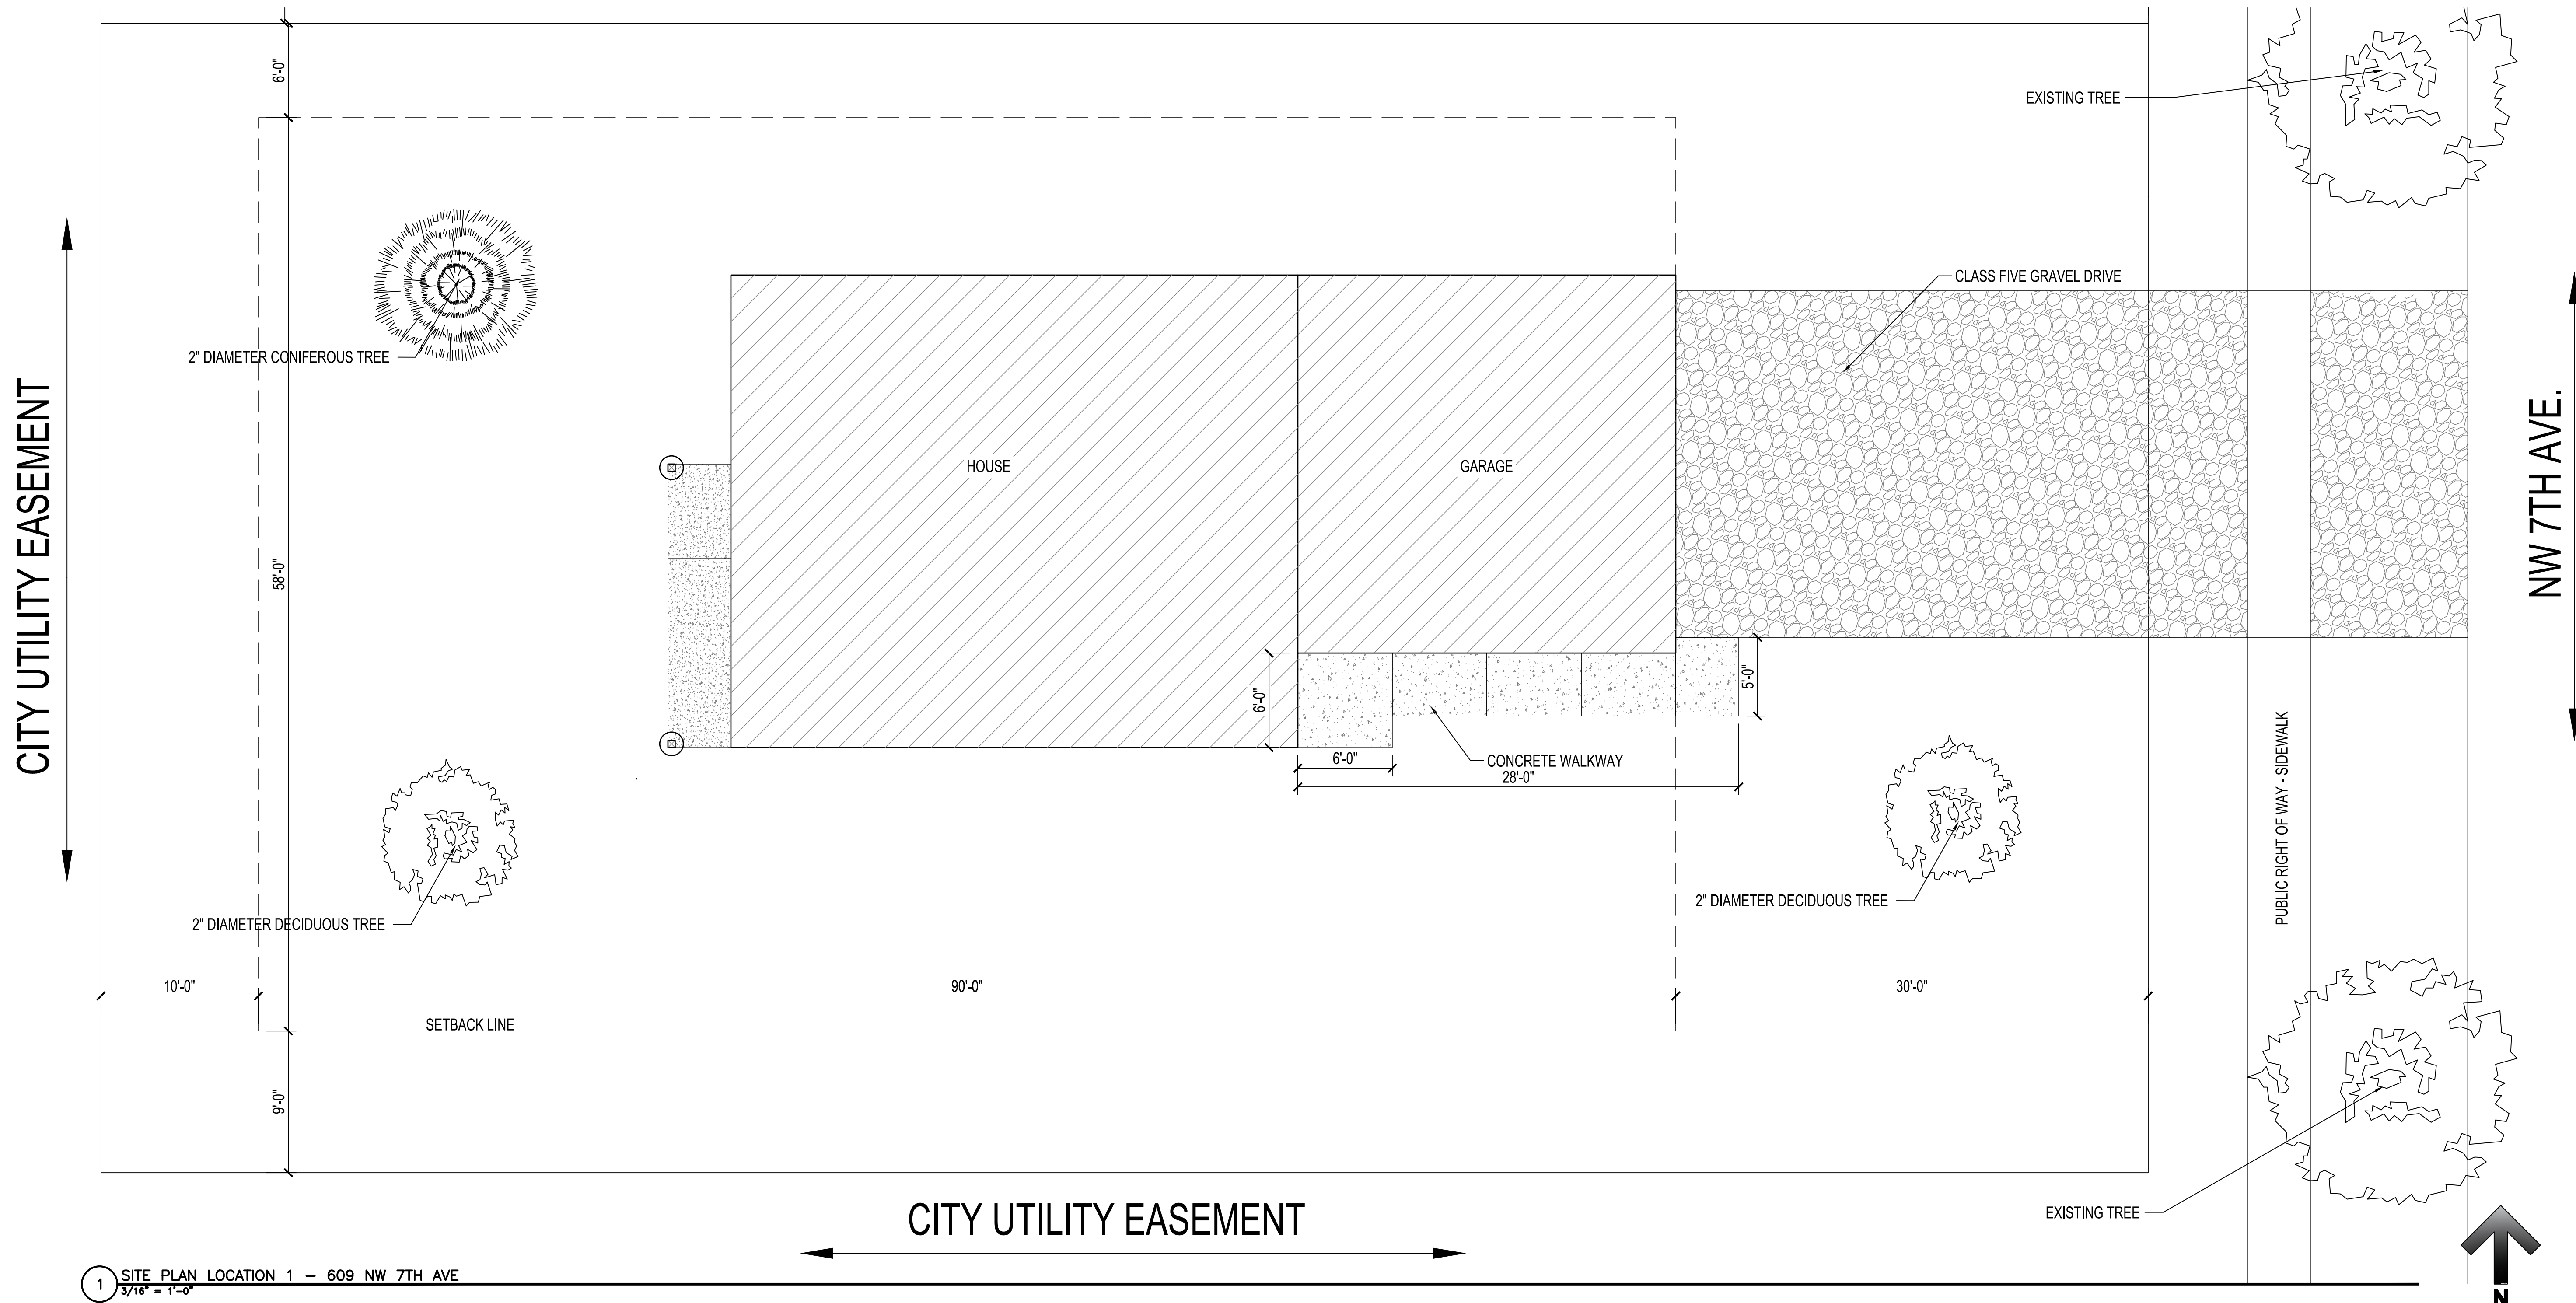 6'-0"
EXISTING TREE
CLASS FIVE GRAVEL DRIVE
2" DIAMETER CONIFEROUS TREE
CITY UTILITY EASEMENT
HOUSE
GARAGE
NW 7TH AVE.
58'-0"
6'-0"
5'-0"
6'-0"
CONCRETE WALKWAY
28'-0"
PUBLIC RIGHT OF WAY - SIDEWALK
2" DIAMETER DECIDUOUS TREE
2" DIAMETER DECIDUOUS TREE
10'-0"
90'-0"
30'-0"
SETBACK LINE
9'-0"
CITY UTILITY EASEMENT
EXISTING TREE
1
SITE PLAN LOCATION 1 - 609 NW 7TH AVE
3/16" = 1'-0"
N